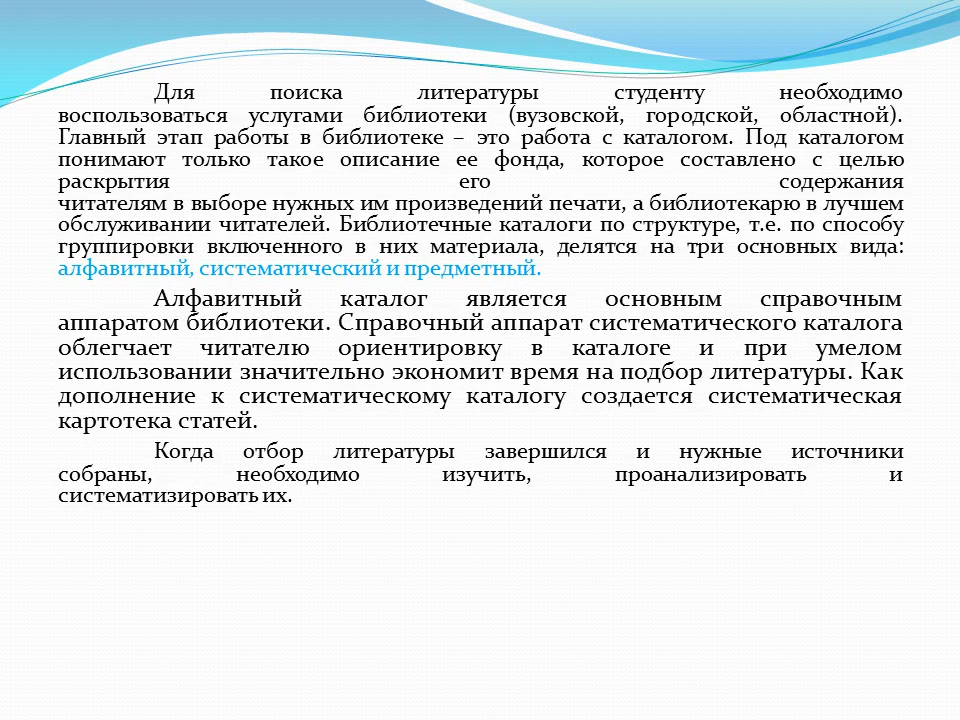 Для поиска литературы студенту необходимо
воспользоваться услугами библиотеки (вузовской, городской, областной).
Главный этап работы в библиотеке – это работа с каталогом. Под каталогом
понимают только такое описание ее фонда, которое составлено с целью
раскрытия его содержания
читателям в выборе нужных им произведений печати, а библиотекарю в лучшем
обслуживании читателей. Библиотечные каталоги по структуре, т.е. по способу
группировки включенного в них материала, делятся на три основных вида:
алфавитный, систематический и предметный.
Алфавитный каталог является основным справочным
аппаратом библиотеки. Справочный аппарат систематического каталога
облегчает читателю ориентировку в каталоге и при умелом
использовании значительно экономит время на подбор литературы. Как
дополнение к систематическому каталогу создается систематическая
картотека статей.
Когда отбор литературы завершился и нужные источники
собраны, необходимо изучить, проанализировать и
систематизировать их.